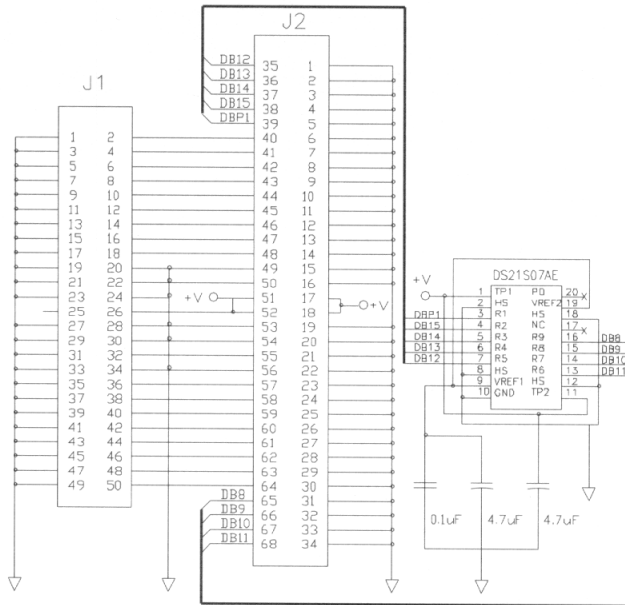 J2
J1
DB12 35 1
DB13 36 2
DB14 37 3
DB15 38 4
DBP1 39 5
1 2 40 6
3 4 41 7
5 6 42 8
7 8 43 9
9 10 44 10
11 12 45 11
13 14 46 12
15 16 47 13
17 18 48 14
19 20 49 15
21 22 50 16
23 24 +V 51 17 +V
25 26 52 18
27 28 53 19
29 30 54 20
31 32 55 21
33 34 56 22
35 36 57 23
37 38 58 24
39 40 59 25
41 42 60 26
43 44 61 27
45 46 62 28
47 48 63 29
49 50 64 30
DB8 65 31
DB9 66 32
DB10 67 33
DB11 68 34
DS21S07AE
+V 1 TP1 PD 20
2 HS VREF2 19
DBP1 3 R1 HS 18
DB15 4 R2 NC 17
DB14 5 R3 R9 16 DB8
DB13 6 R4 R8 15 DB9
DB12 7 R5 R7 14 DB10
8 HS R6 13 DB11
9 VREF1 HS 12
10 GND TP2 11
0.1uF 4.7uF 4.7uF